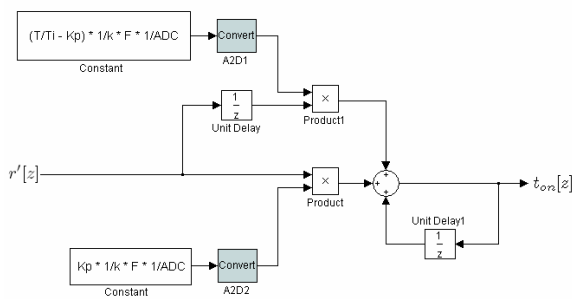 (T/Ti - Kp) * 1/k * F * 1/ADC
Constant
Convert
A2D1
1
z
Unit Delay
×
Product1
r'[z]
×
Product
+
+
+
t_on[z]
Unit Delay1
1
z
Kp * 1/k * F * 1/ADC
Constant
Convert
A2D2